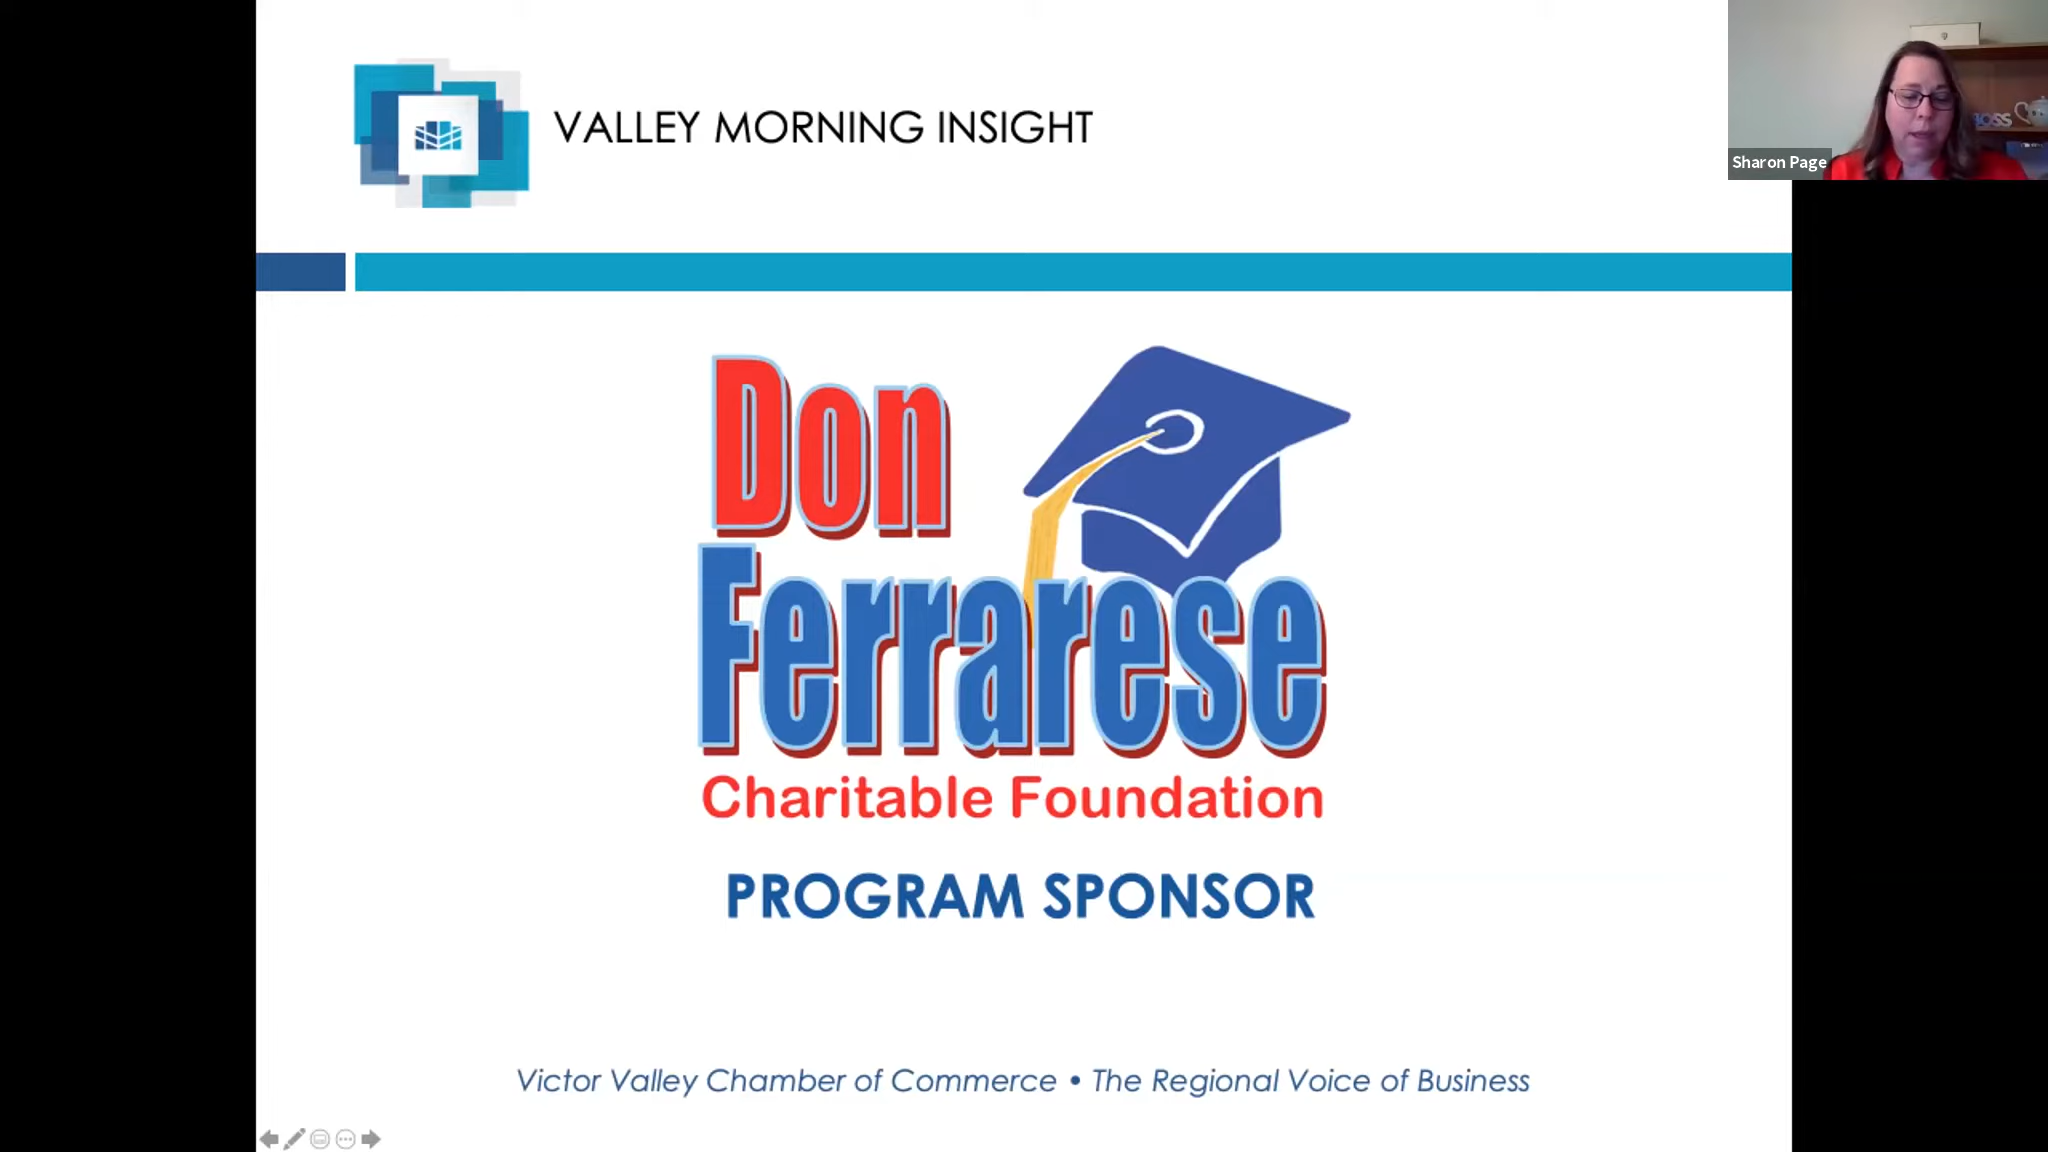 VALLEY MORNING INSIGHT
Sharon Page
BOSS
Don
Ferrarese
Charitable Foundation
PROGRAM SPONSOR
Victor Valley Chamber of Commerce • The Regional Voice of Business